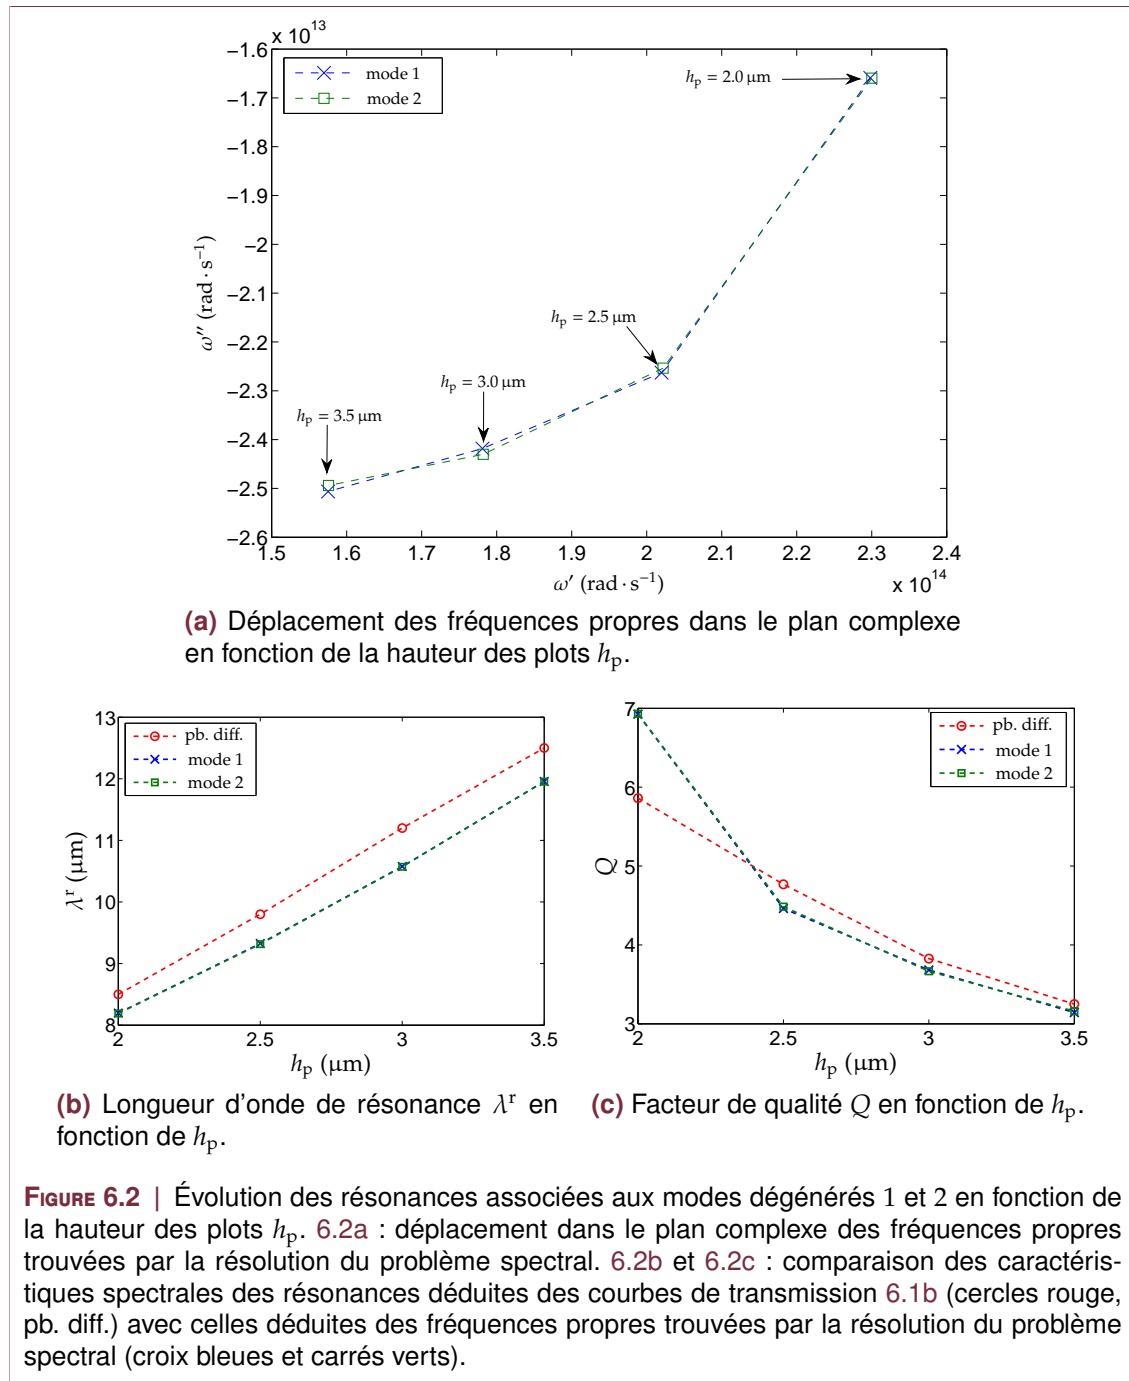 x 10^13
−1.6
−1.7
−1.8
−1.9
−2
−2.1
−2.2
−2.3
−2.4
−2.5
−2.6
ω″ (rad · s⁻¹)
mode 1
mode 2
h_p = 2.0 µm
h_p = 2.5 µm
h_p = 3.0 µm
h_p = 3.5 µm
1.5 1.6 1.7 1.8 1.9 2 2.1 2.2 2.3 2.4
ω′ (rad · s⁻¹)
x 10^14
(a) Déplacement des fréquences propres dans le plan complexe
en fonction de la hauteur des plots h_p.
13
12
11
10
9
8
λ^r (µm)
pb. diff.
mode 1
mode 2
2 2.5 3 3.5
h_p (µm)
(b) Longueur d'onde de résonance λ^r en
fonction de h_p.
7
6
5
4
3
Q
pb. diff.
mode 1
mode 2
2 2.5 3 3.5
h_p (µm)
(c) Facteur de qualité Q en fonction de h_p.
FIGURE 6.2 | Évolution des résonances associées aux modes dégénérés 1 et 2 en fonction de
la hauteur des plots h_p. 6.2a : déplacement dans le plan complexe des fréquences propres
trouvées par la résolution du problème spectral. 6.2b et 6.2c : comparaison des caractéris-
tiques spectrales des résonances déduites des courbes de transmission 6.1b (cercles rouge,
pb. diff.) avec celles déduites des fréquences propres trouvées par la résolution du problème
spectral (croix bleues et carrés verts).